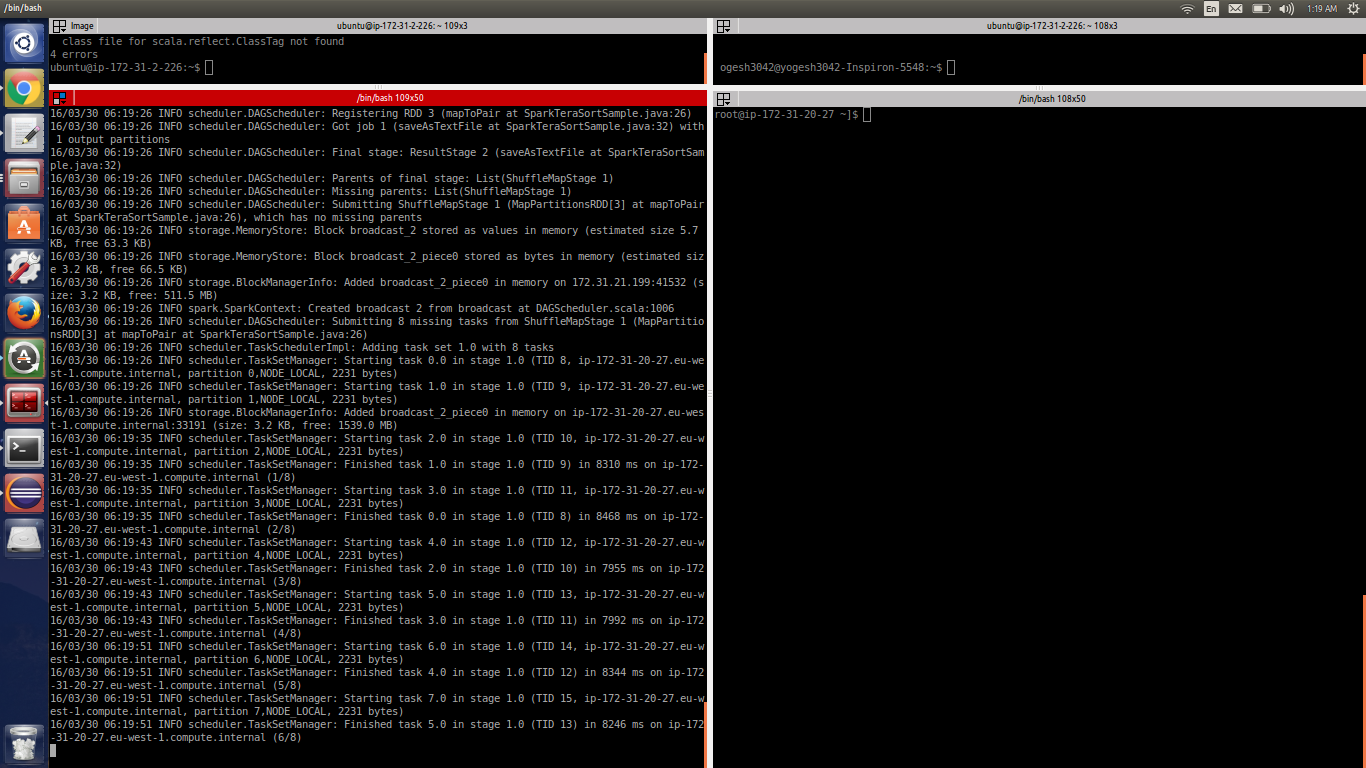 /bin/bash
En
1:19 AM
Image
ubuntu@ip-172-31-2-226: ~ 109x3
class file for scala.reflect.ClassTag not found
4 errors
ubuntu@ip-172-31-2-226:~$
ubuntu@ip-172-31-2-226: ~ 108x3
ogesh3042@yogesh3042-Inspiron-5548:~$
/bin/bash 109x50
16/03/30 06:19:26 INFO scheduler.DAGScheduler: Registering RDD 3 (mapToPair at SparkTeraSortSample.java:26)
16/03/30 06:19:26 INFO scheduler.DAGScheduler: Got job 1 (saveAsTextFile at SparkTeraSortSample.java:32) with
1 output partitions
16/03/30 06:19:26 INFO scheduler.DAGScheduler: Final stage: ResultStage 2 (saveAsTextFile at SparkTeraSortSam
ple.java:32)
16/03/30 06:19:26 INFO scheduler.DAGScheduler: Parents of final stage: List(ShuffleMapStage 1)
16/03/30 06:19:26 INFO scheduler.DAGScheduler: Missing parents: List(ShuffleMapStage 1)
16/03/30 06:19:26 INFO scheduler.DAGScheduler: Submitting ShuffleMapStage 1 (MapPartitionsRDD[3] at mapToPair
at SparkTeraSortSample.java:26), which has no missing parents
16/03/30 06:19:26 INFO storage.MemoryStore: Block broadcast_2 stored as values in memory (estimated size 5.7
KB, free 63.3 KB)
16/03/30 06:19:26 INFO storage.MemoryStore: Block broadcast_2_piece0 stored as bytes in memory (estimated siz
e 3.2 KB, free 66.5 KB)
16/03/30 06:19:26 INFO storage.BlockManagerInfo: Added broadcast_2_piece0 in memory on 172.31.21.199:41532 (s
ize: 3.2 KB, free: 511.5 MB)
16/03/30 06:19:26 INFO spark.SparkContext: Created broadcast 2 from broadcast at DAGScheduler.scala:1006
16/03/30 06:19:26 INFO scheduler.DAGScheduler: Submitting 8 missing tasks from ShuffleMapStage 1 (MapPartitio
nsRDD[3] at mapToPair at SparkTeraSortSample.java:26)
16/03/30 06:19:26 INFO scheduler.TaskSchedulerImpl: Adding task set 1.0 with 8 tasks
16/03/30 06:19:26 INFO scheduler.TaskSetManager: Starting task 0.0 in stage 1.0 (TID 8, ip-172-31-20-27.eu-we
st-1.compute.internal, partition 0,NODE_LOCAL, 2231 bytes)
16/03/30 06:19:26 INFO scheduler.TaskSetManager: Starting task 1.0 in stage 1.0 (TID 9, ip-172-31-20-27.eu-we
st-1.compute.internal, partition 1,NODE_LOCAL, 2231 bytes)
16/03/30 06:19:26 INFO storage.BlockManagerInfo: Added broadcast_2_piece0 in memory on ip-172-31-20-27.eu-wes
t-1.compute.internal:33191 (size: 3.2 KB, free: 1539.0 MB)
16/03/30 06:19:35 INFO scheduler.TaskSetManager: Starting task 2.0 in stage 1.0 (TID 10, ip-172-31-20-27.eu-w
est-1.compute.internal, partition 2,NODE_LOCAL, 2231 bytes)
16/03/30 06:19:35 INFO scheduler.TaskSetManager: Finished task 1.0 in stage 1.0 (TID 9) in 8310 ms on ip-172-
31-20-27.eu-west-1.compute.internal (1/8)
16/03/30 06:19:35 INFO scheduler.TaskSetManager: Starting task 3.0 in stage 1.0 (TID 11, ip-172-31-20-27.eu-w
est-1.compute.internal, partition 3,NODE_LOCAL, 2231 bytes)
16/03/30 06:19:35 INFO scheduler.TaskSetManager: Finished task 0.0 in stage 1.0 (TID 8) in 8468 ms on ip-172-
31-20-27.eu-west-1.compute.internal (2/8)
16/03/30 06:19:43 INFO scheduler.TaskSetManager: Starting task 4.0 in stage 1.0 (TID 12, ip-172-31-20-27.eu-w
est-1.compute.internal, partition 4,NODE_LOCAL, 2231 bytes)
16/03/30 06:19:43 INFO scheduler.TaskSetManager: Finished task 2.0 in stage 1.0 (TID 10) in 7955 ms on ip-172
-31-20-27.eu-west-1.compute.internal (3/8)
16/03/30 06:19:43 INFO scheduler.TaskSetManager: Starting task 5.0 in stage 1.0 (TID 13, ip-172-31-20-27.eu-w
est-1.compute.internal, partition 5,NODE_LOCAL, 2231 bytes)
16/03/30 06:19:43 INFO scheduler.TaskSetManager: Finished task 3.0 in stage 1.0 (TID 11) in 7992 ms on ip-172
-31-20-27.eu-west-1.compute.internal (4/8)
16/03/30 06:19:51 INFO scheduler.TaskSetManager: Starting task 6.0 in stage 1.0 (TID 14, ip-172-31-20-27.eu-w
est-1.compute.internal, partition 6,NODE_LOCAL, 2231 bytes)
16/03/30 06:19:51 INFO scheduler.TaskSetManager: Finished task 4.0 in stage 1.0 (TID 12) in 8344 ms on ip-172
-31-20-27.eu-west-1.compute.internal (5/8)
16/03/30 06:19:51 INFO scheduler.TaskSetManager: Starting task 7.0 in stage 1.0 (TID 15, ip-172-31-20-27.eu-w
est-1.compute.internal, partition 7,NODE_LOCAL, 2231 bytes)
16/03/30 06:19:51 INFO scheduler.TaskSetManager: Finished task 5.0 in stage 1.0 (TID 13) in 8246 ms on ip-172
-31-20-27.eu-west-1.compute.internal (6/8)
/bin/bash 108x50
root@ip-172-31-20-27 ~]$